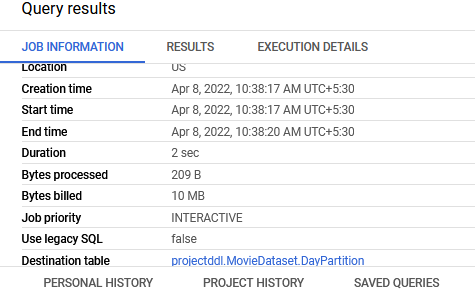 Query results
JOB INFORMATION RESULTS EXECUTION DETAILS
Location US
Creation time Apr 8, 2022, 10:38:17 AM UTC+5:30
Start time Apr 8, 2022, 10:38:17 AM UTC+5:30
End time Apr 8, 2022, 10:38:20 AM UTC+5:30
Duration 2 sec
Bytes processed 209 B
Bytes billed 10 MB
Job priority INTERACTIVE
Use legacy SQL false
Destination table projectddl.MovieDataset.DayPartition
PERSONAL HISTORY PROJECT HISTORY SAVED QUERIES